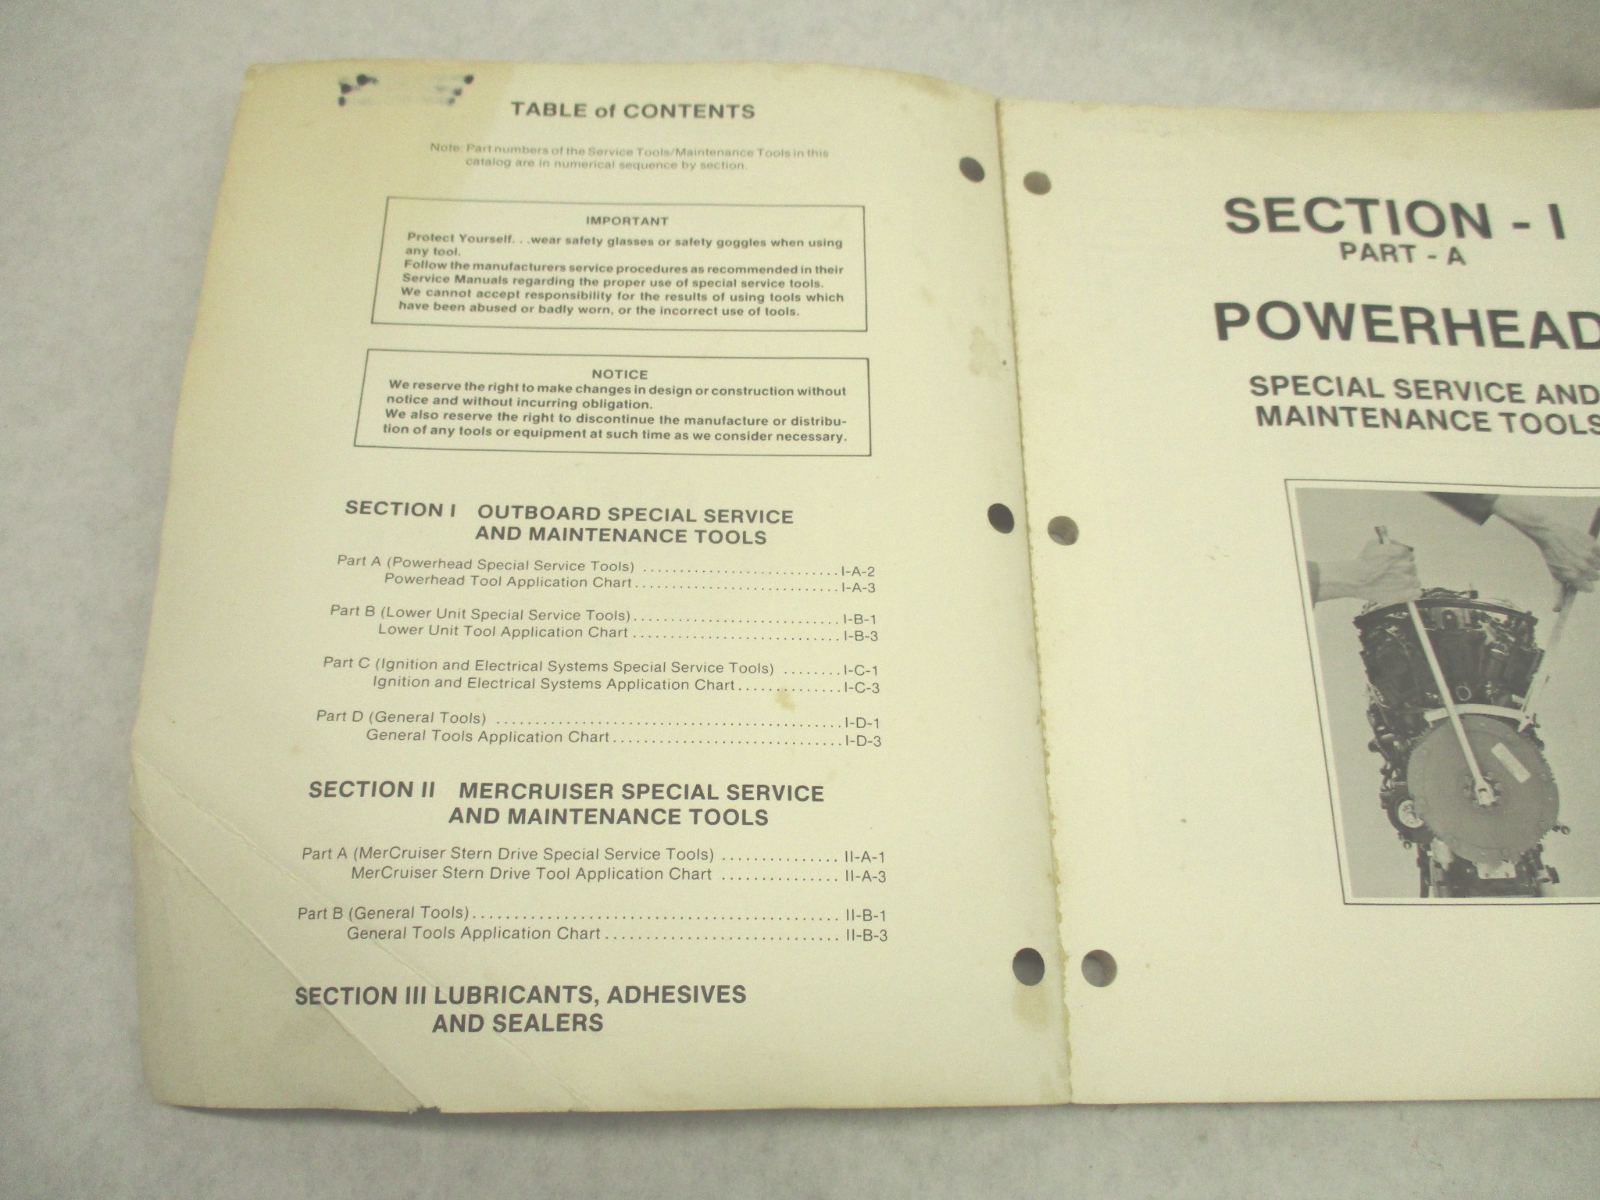 TABLE of CONTENTS
Note: Part numbers of the Service Tools/Maintenance Tools in this
catalog are in numerical sequence by section.
IMPORTANT
Protect Yourself. . .wear safety glasses or safety goggles when using
any tool.
Follow the manufacturers service procedures as recommended in their
Service Manuals regarding the proper use of special service tools.
We cannot accept responsibility for the results of using tools which
have been abused or badly worn, or the incorrect use of tools.
NOTICE
We reserve the right to make changes in design or construction without
notice and without incurring obligation.
We also reserve the right to discontinue the manufacture or distribu-
tion of any tools or equipment at such time as we consider necessary.
SECTION I OUTBOARD SPECIAL SERVICE
AND MAINTENANCE TOOLS
Part A (Powerhead Special Service Tools) ........................... I-A-2
Powerhead Tool Application Chart ............................ I-A-3
Part B (Lower Unit Special Service Tools) ............................ I-B-1
Lower Unit Tool Application Chart ............................ I-B-3
Part C (Ignition and Electrical Systems Special Service Tools) ........ I-C-1
Ignition and Electrical Systems Application Chart .............. I-C-3
Part D (General Tools) .............................................. I-D-1
General Tools Application Chart ............................... I-D-3
SECTION II MERCRUISER SPECIAL SERVICE
AND MAINTENANCE TOOLS
Part A (MerCruiser Stern Drive Special Service Tools) ............... II-A-1
MerCruiser Stern Drive Tool Application Chart ............... II-A-3
Part B (General Tools) .............................................. II-B-1
General Tools Application Chart .............................. II-B-3
SECTION III LUBRICANTS, ADHESIVES
AND SEALERS
SECTION - I
PART - A
POWERHEAD
SPECIAL SERVICE AND
MAINTENANCE TOOLS